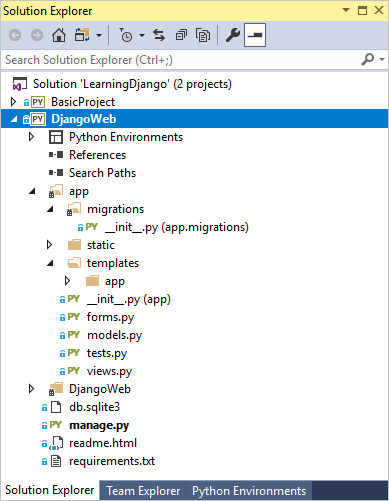 Solution Explorer
Search Solution Explorer (Ctrl+;)
Solution 'LearningDjango' (2 projects)
PY BasicProject
PY DjangoWeb
Python Environments
References
Search Paths
app
migrations
PY __init__.py (app.migrations)
static
templates
app
PY __init__.py (app)
PY forms.py
PY models.py
PY tests.py
PY views.py
DjangoWeb
db.sqlite3
PY manage.py
readme.html
requirements.txt
Solution Explorer Team Explorer Python Environments